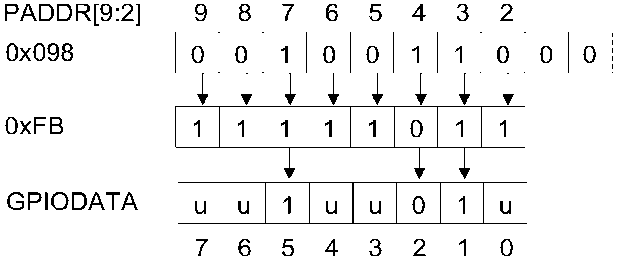 PADDR[9:2] 9 8 7 6 5 4 3 2
0x098 0 0 1 0 0 1 1 0 0 0
0xFB 1 1 1 1 1 0 1 1
GPIODATA u u 1 u u 0 1 u
7 6 5 4 3 2 1 0